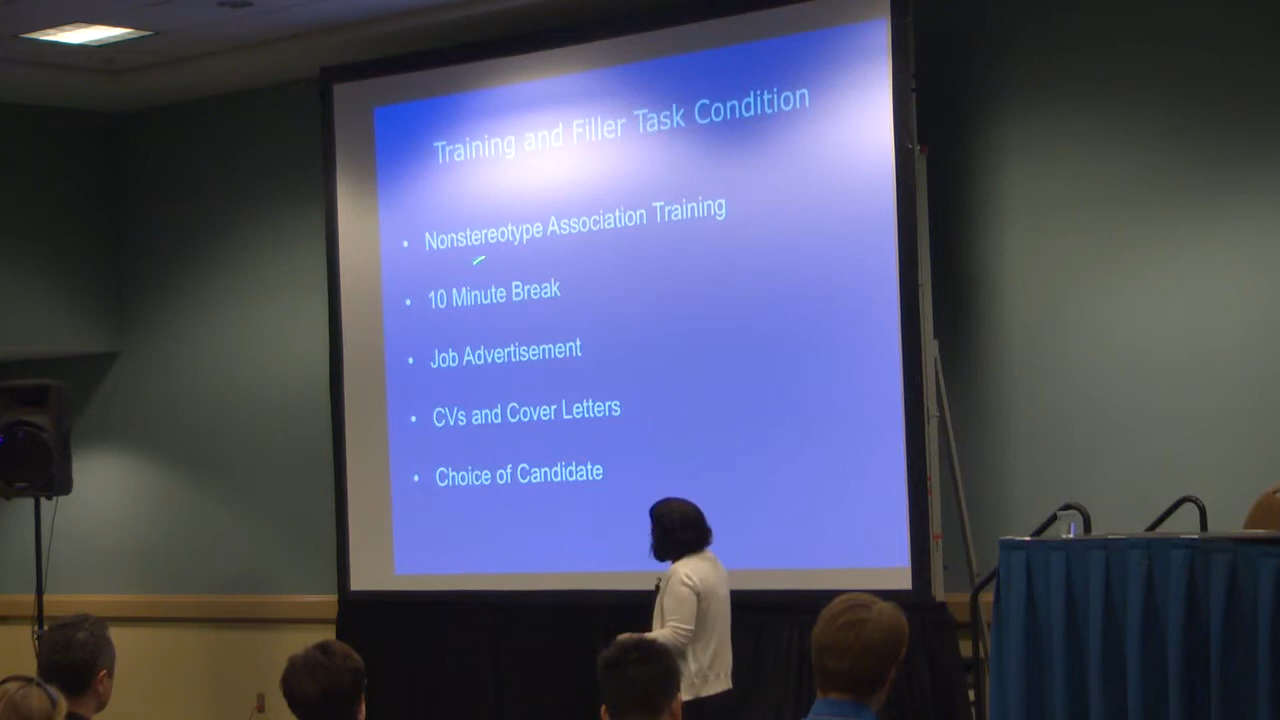 Training and Filler Task Condition
• Nonstereotype Association Training
• 10 Minute Break
• Job Advertisement
• CVs and Cover Letters
• Choice of Candidate